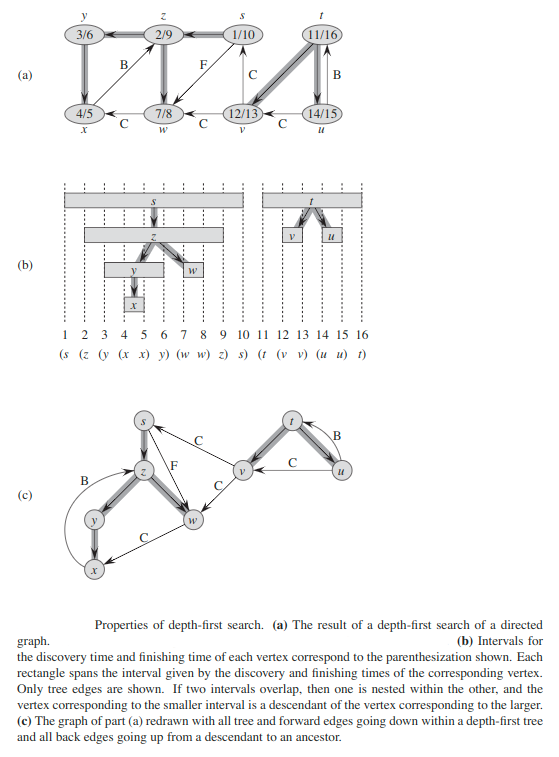 y z s t
3/6 2/9 1/10 11/16
(a) B F C B
4/5 7/8 12/13 14/15
x C w C v C u
s t
z v u
(b) y w
x
1 2 3 4 5 6 7 8 9 10 11 12 13 14 15 16
(s (z (y (x x) y) (w w) z) s) (t (v v) (u u) t)
s t
C B
z F v C u
B C
(c) y w
C
x
Properties of depth-first search. (a) The result of a depth-first search of a directed
graph. (b) Intervals for
the discovery time and finishing time of each vertex correspond to the parenthesization shown. Each
rectangle spans the interval given by the discovery and finishing times of the corresponding vertex.
Only tree edges are shown. If two intervals overlap, then one is nested within the other, and the
vertex corresponding to the smaller interval is a descendant of the vertex corresponding to the larger.
(c) The graph of part (a) redrawn with all tree and forward edges going down within a depth-first tree
and all back edges going up from a descendant to an ancestor.